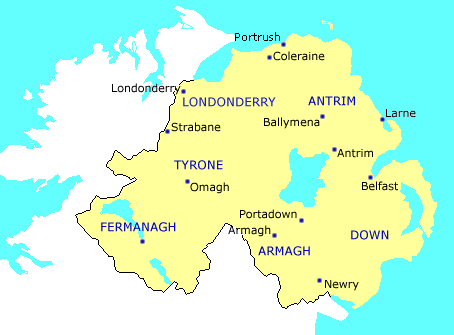 Portrush
Coleraine
Londonderry
LONDONDERRY
ANTRIM
Larne
Ballymena
Strabane
Antrim
TYRONE
Omagh
Belfast
Portadown
FERMANAGH
Armagh
DOWN
ARMAGH
Newry